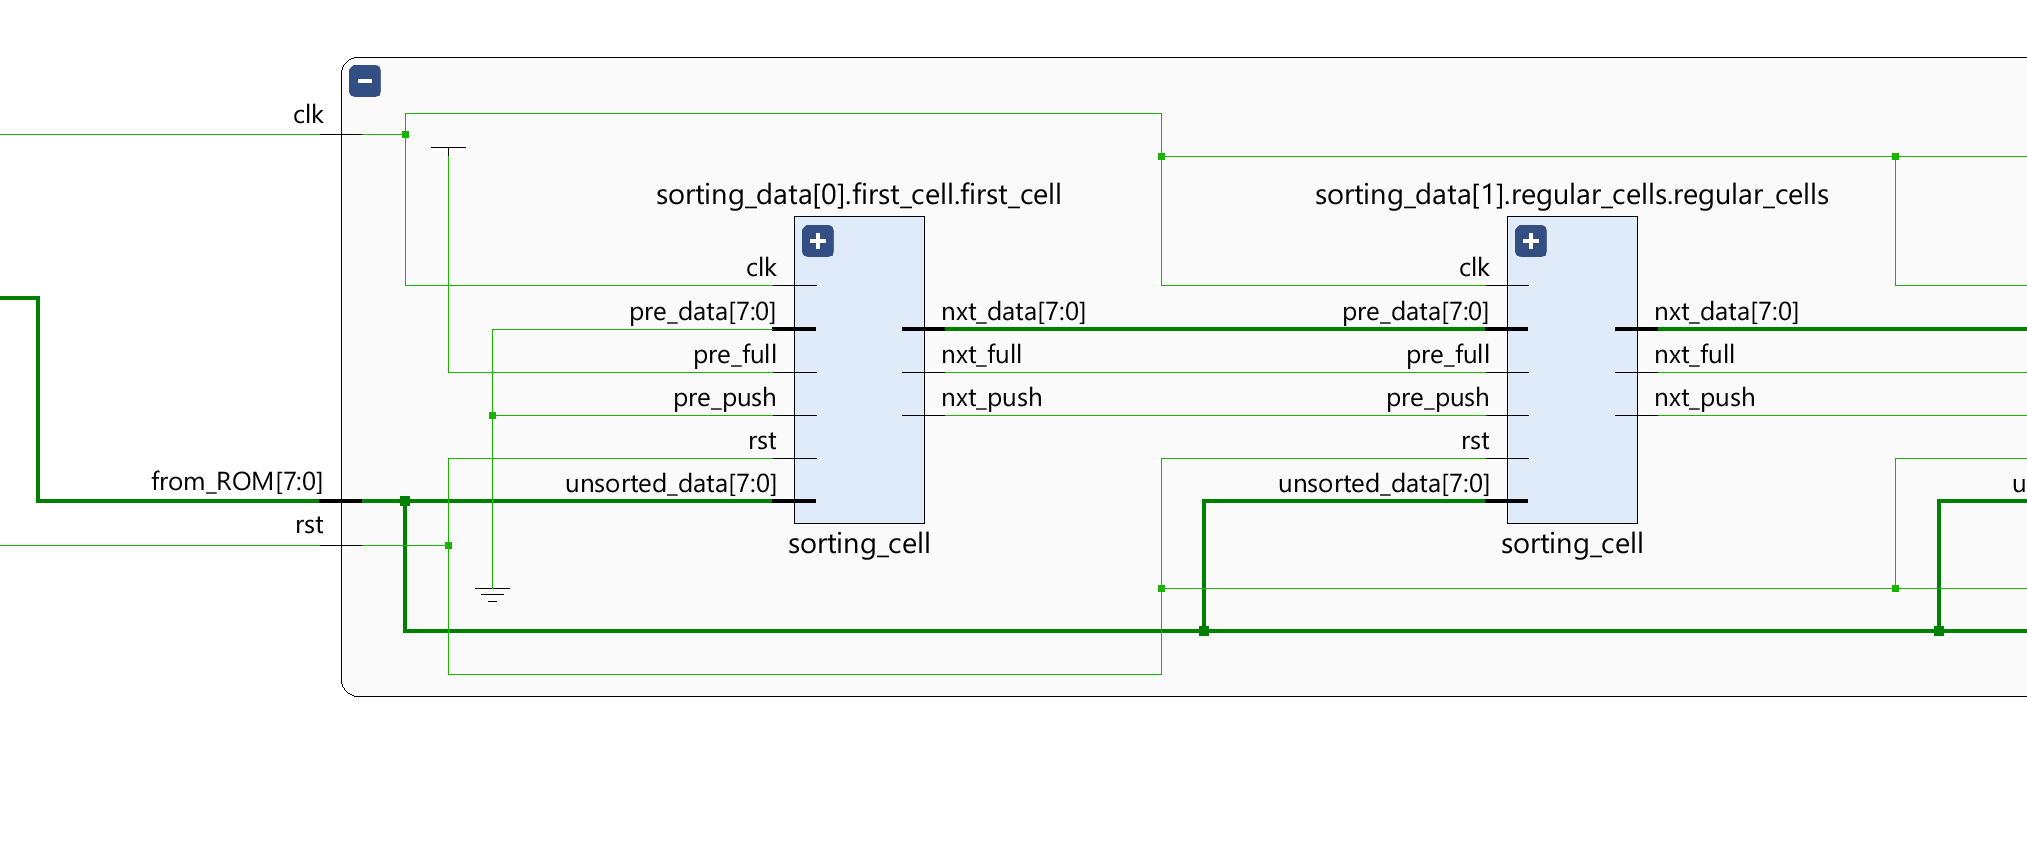 clk
sorting_data[0].first_cell.first_cell
clk
pre_data[7:0]
pre_full
pre_push
rst
unsorted_data[7:0]
nxt_data[7:0]
nxt_full
nxt_push
sorting_cell
sorting_data[1].regular_cells.regular_cells
clk
pre_data[7:0]
pre_full
pre_push
rst
unsorted_data[7:0]
nxt_data[7:0]
nxt_full
nxt_push
sorting_cell
from_ROM[7:0]
rst
u